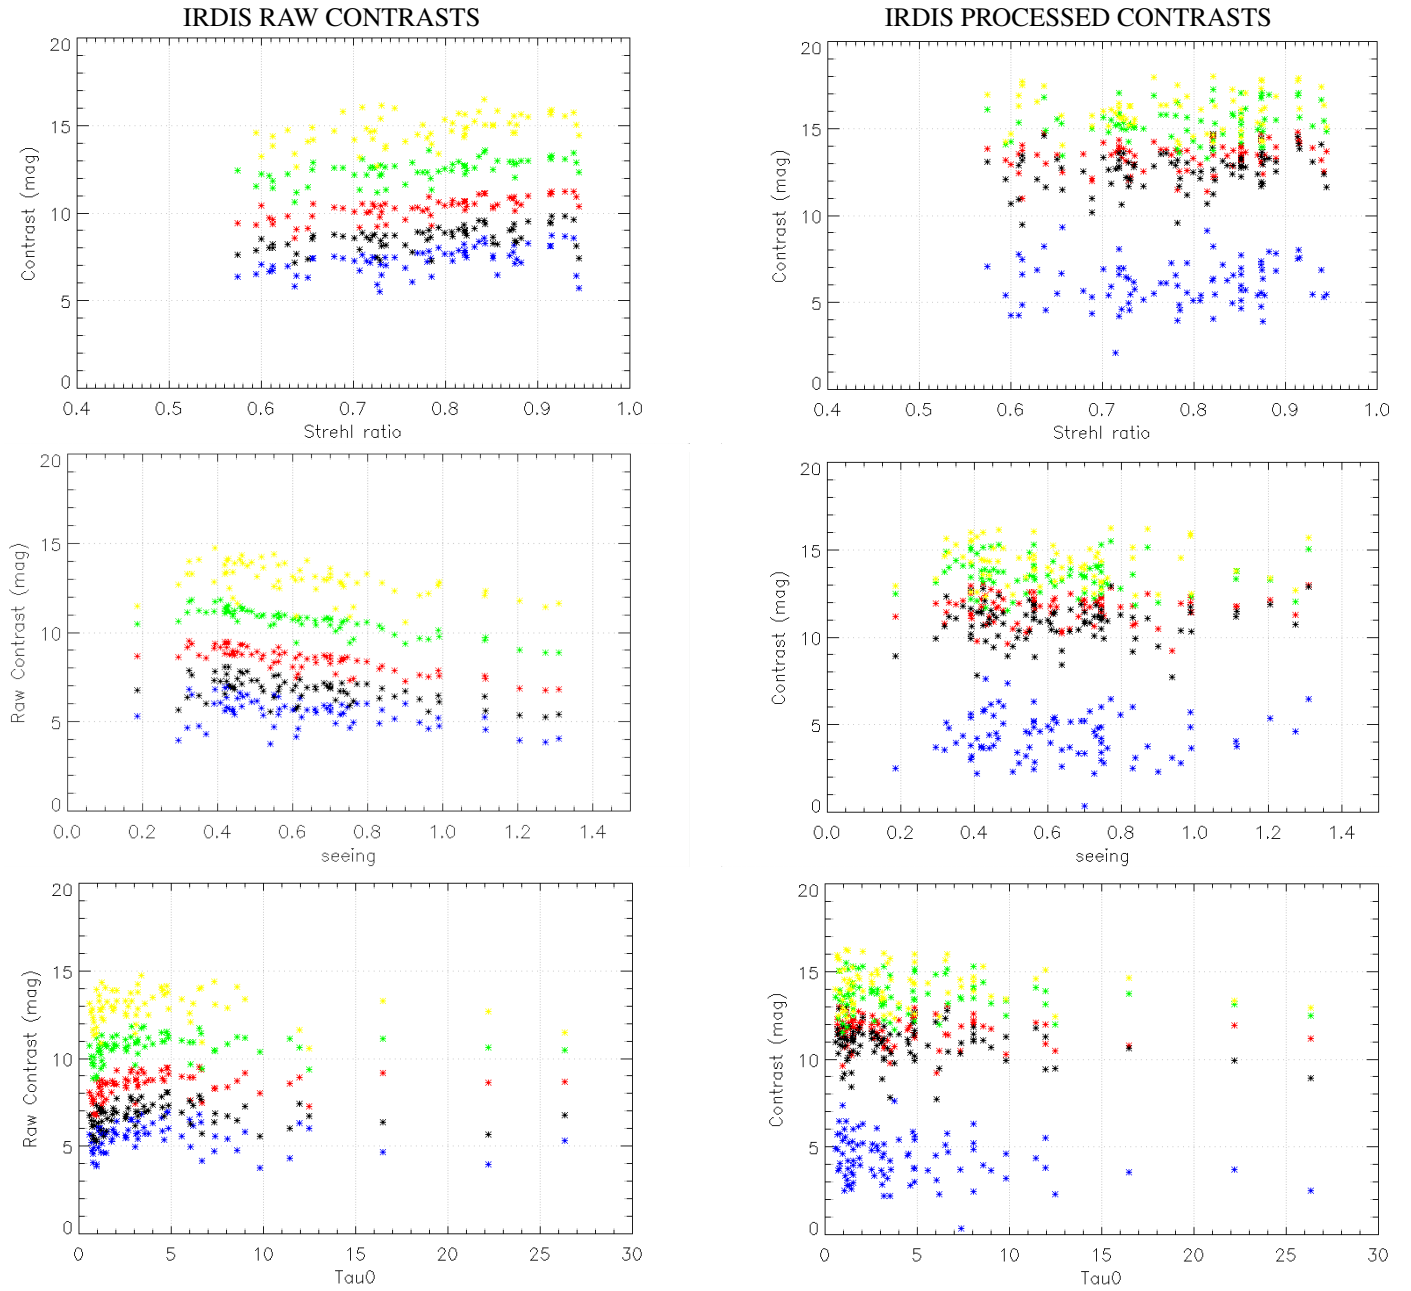 IRDIS RAW CONTRASTS
IRDIS PROCESSED CONTRASTS
20
15
10
5
0
Contrast (mag)
0.4 0.5 0.6 0.7 0.8 0.9 1.0
Strehl ratio
20
15
10
5
0
Contrast (mag)
0.4 0.5 0.6 0.7 0.8 0.9 1.0
Strehl ratio
20
15
10
5
0
Raw Contrast (mag)
0.0 0.2 0.4 0.6 0.8 1.0 1.2 1.4
seeing
20
15
10
5
0
Contrast (mag)
0.0 0.2 0.4 0.6 0.8 1.0 1.2 1.4
seeing
20
15
10
5
0
Raw Contrast (mag)
0 5 10 15 20 25 30
Tau0
20
15
10
5
0
Contrast (mag)
0 5 10 15 20 25 30
Tau0